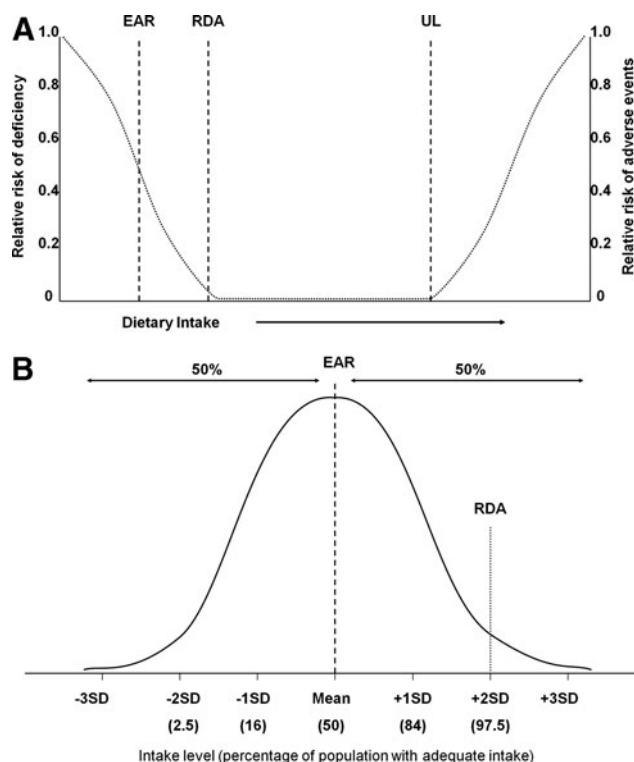 A
EAR RDA UL
1.0 1.0
0.8 0.8
0.6 0.6
0.4 0.4
0.2 0.2
0 0
Relative risk of deficiency
Relative risk of adverse events
Dietary Intake
B
EAR
50% 50%
RDA
-3SD -2SD -1SD Mean +1SD +2SD +3SD
(2.5) (16) (50) (84) (97.5)
Intake level (percentage of population with adequate intake)